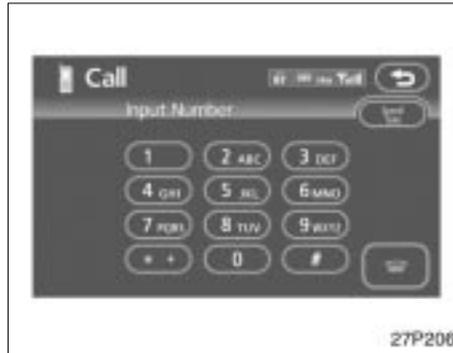 Call
Input Number
1 2 ABC 3 DEF
4 GHI 5 JKL 6 MNO
7 PQRS 8 TUV 9 WXYZ
* + 0 #
27P206